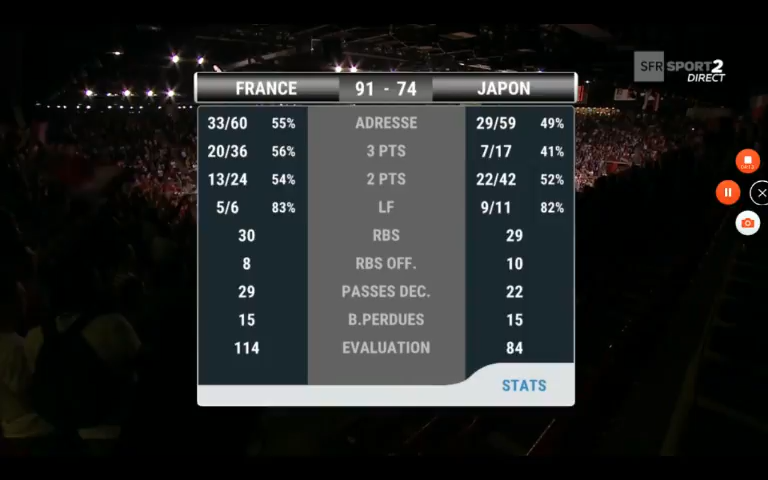 SFR SPORT 2
DIRECT
FRANCE 91 - 74 JAPON
33/60 55% ADRESSE 29/59 49%
20/36 56% 3 PTS 7/17 41%
13/24 54% 2 PTS 22/42 52%
5/6 83% LF 9/11 82%
30 RBS 29
8 RBS OFF. 10
29 PASSES DEC. 22
15 B.PERDUES 15
114 EVALUATION 84
STATS